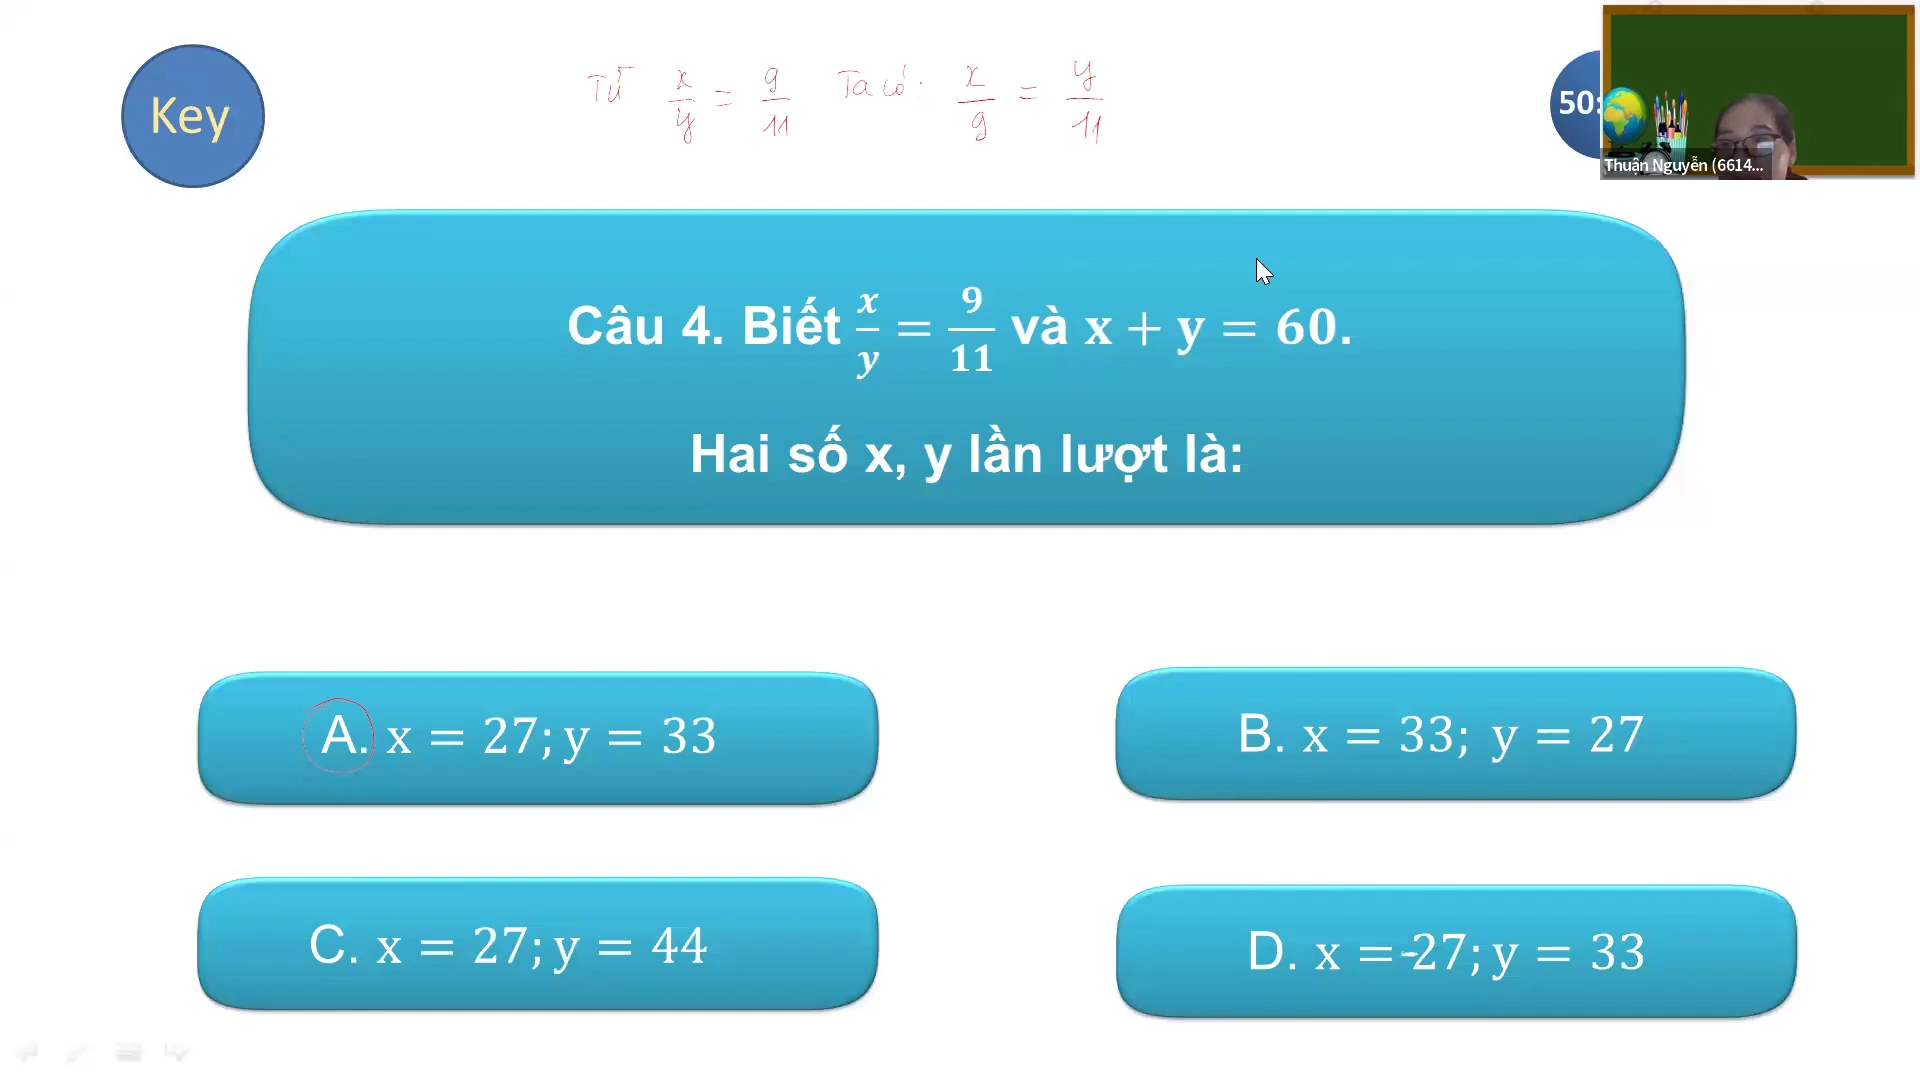 Key
Từ x/y = 9/11 Ta có: x/9 = y/11
50:
Thuận Nguyễn (6614...
Câu 4. Biết x/y = 9/11 và x + y = 60.
Hai số x, y lần lượt là:
A. x = 27; y = 33
B. x = 33; y = 27
C. x = 27; y = 44
D. x = -27; y = 33